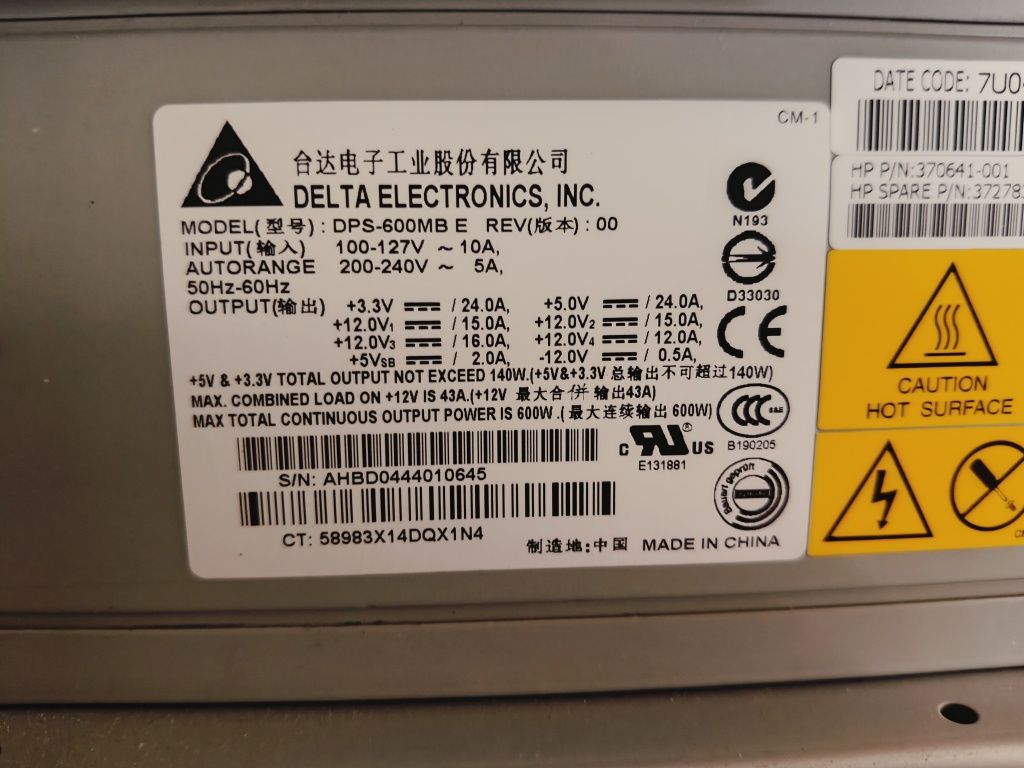 CM-1
台达电子工业股份有限公司
DELTA ELECTRONICS, INC.
MODEL(型号) : DPS-600MB E REV(版本) : 00
INPUT(输入) 100-127V ~ 10A,
AUTORANGE 200-240V ~ 5A,
50Hz-60Hz
OUTPUT(输出) +3.3V / 24.0A, +5.0V / 24.0A,
+12.0V1 / 15.0A, +12.0V2 / 15.0A,
+12.0V3 / 16.0A, +12.0V4 / 12.0A,
+5VSB / 2.0A, -12.0V / 0.5A,
+5V & +3.3V TOTAL OUTPUT NOT EXCEED 140W.(+5V&+3.3V 总输出不可超过140W)
MAX. COMBINED LOAD ON +12V IS 43A.(+12V 最大合併输出43A)
MAX TOTAL CONTINUOUS OUTPUT POWER IS 600W .(最大连续输出 600W)
S/N: AHBD0444010645
CT: 58983X14DQX1N4
制造地:中国 MADE IN CHINA
N193
D33030
CE
CCC S&E
B190205
C RU® US
E131881
Bauart geprüft
DATE CODE: 7U0
HP P/N:370641-001
HP SPARE P/N:37278
CAUTION
HOT SURFACE